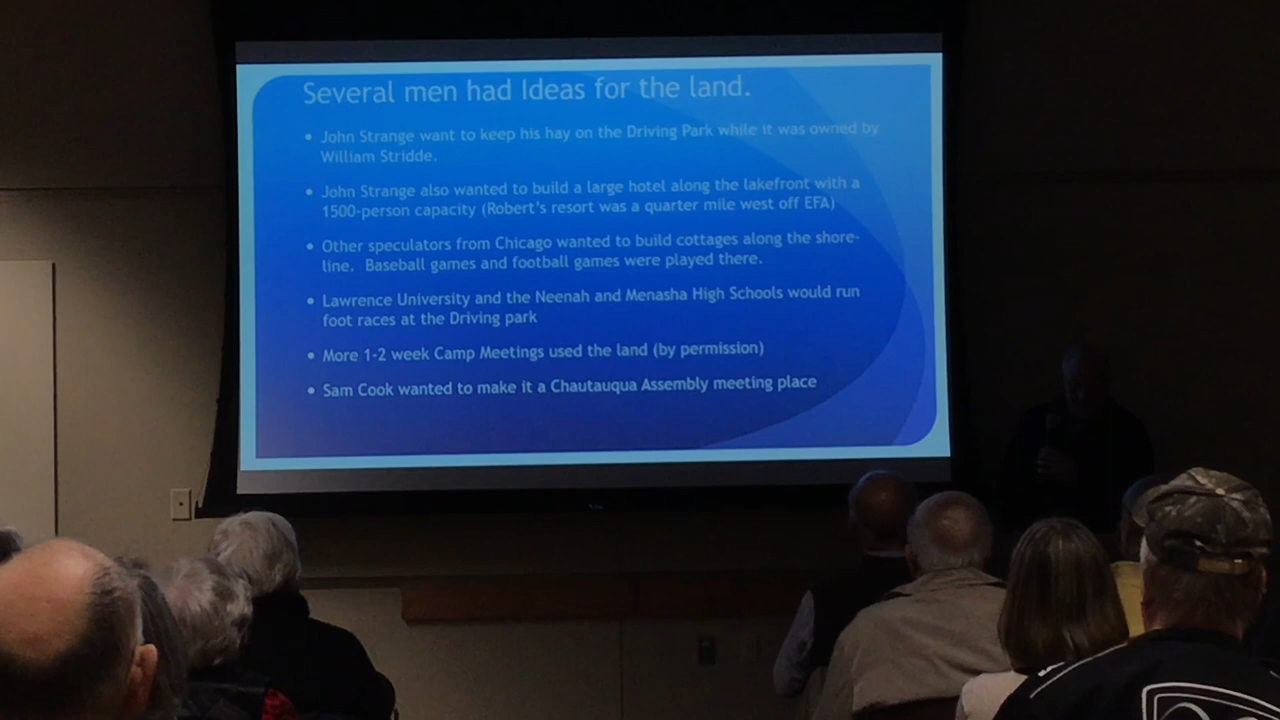 Several men had Ideas for the land.
• John Strange want to keep his hay on the Driving Park while it was owned by
William Stridde.
• John Strange also wanted to build a large hotel along the lakefront with a
1500-person capacity (Robert's resort was a quarter mile west off EFA)
• Other speculators from Chicago wanted to build cottages along the shore-
line. Baseball games and football games were played there.
• Lawrence University and the Neenah and Menasha High Schools would run
foot races at the Driving park
• More 1-2 week Camp Meetings used the land (by permission)
• Sam Cook wanted to make it a Chautauqua Assembly meeting place